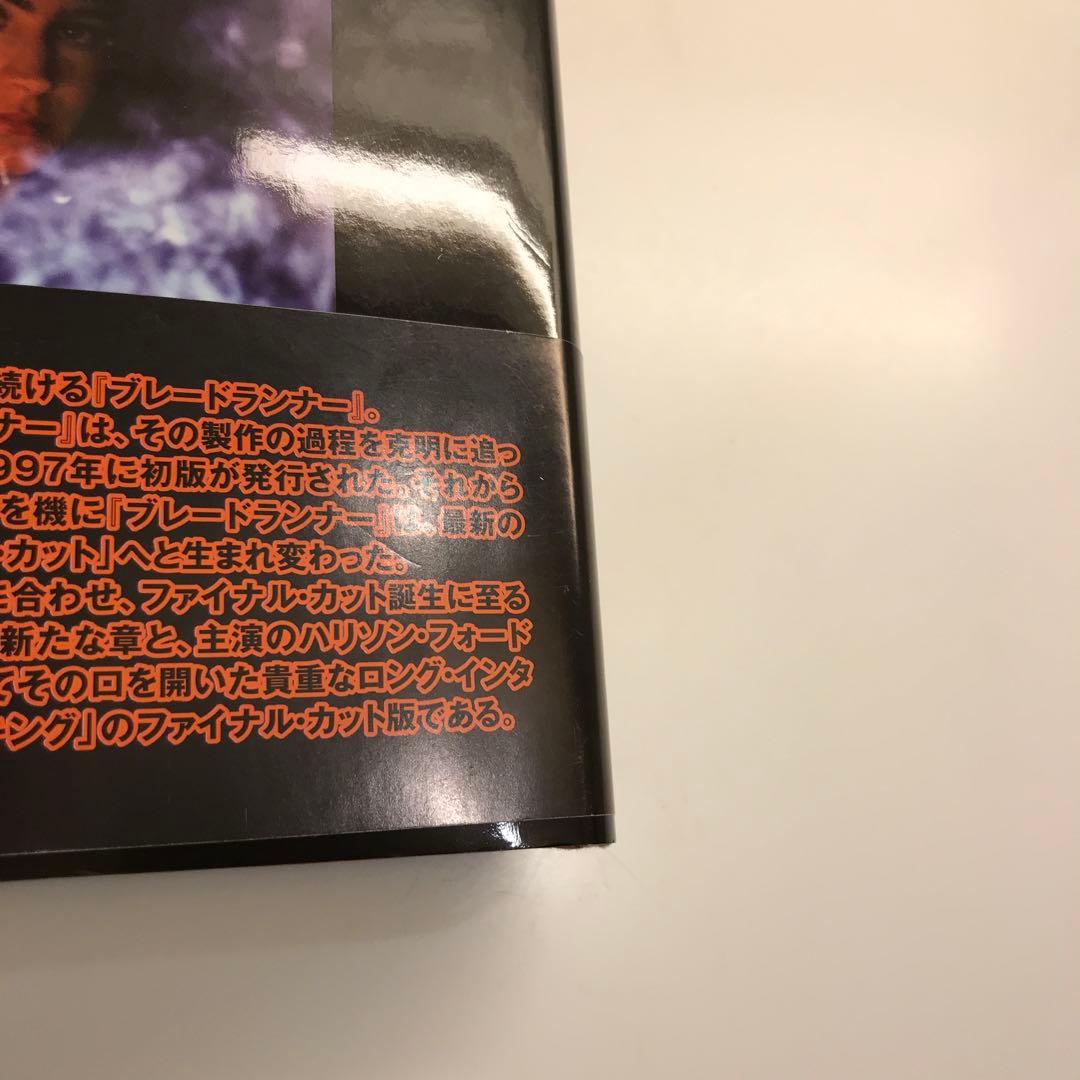 続ける『ブレードランナー』。
ナー』は、その製作の過程を克明に追っ
997年に初版が発行された。それから
を機に『ブレードランナー』は、最新の
・カット」へと生まれ変わった。
合わせ、ファイナル・カット誕生に至る
新たな章と、主演のハリソン・フォード
てその口を開いた貴重なロング・インタ
ング」のファイナル・カット版である。